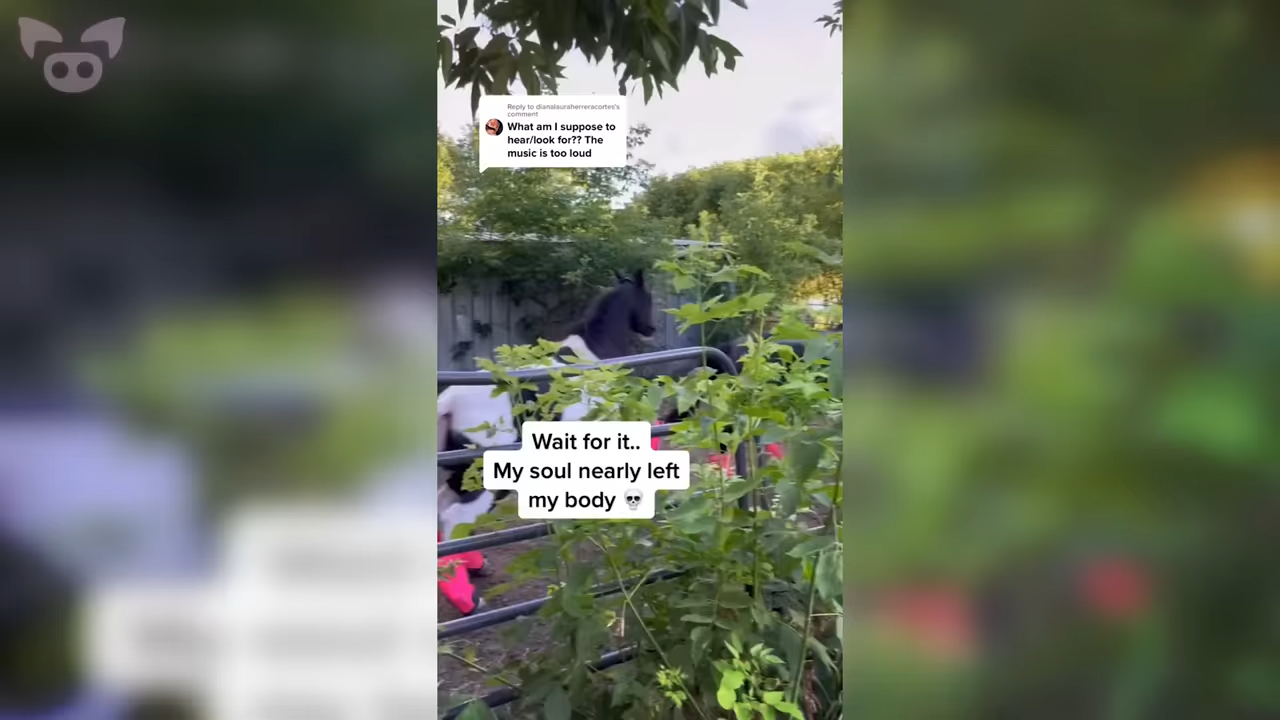 Reply to dianalauraherreracortes's
comment
What am I suppose to
hear/look for?? The
music is too loud
Wait for it..
My soul nearly left
my body 💀